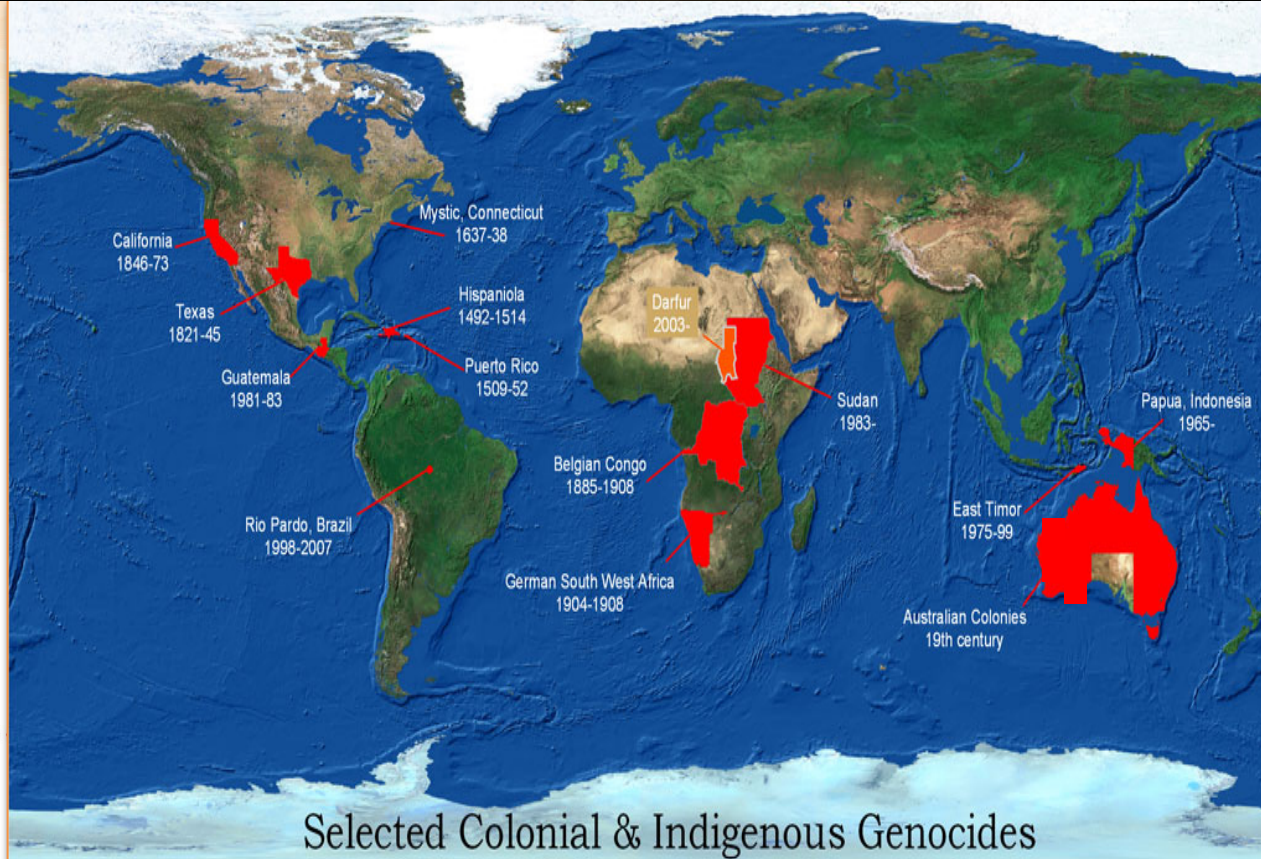 Mystic, Connecticut
1637-38
California
1846-73
Texas
1821-45
Hispaniola
1492-1514
Puerto Rico
1509-52
Guatemala
1981-83
Darfur
2003-
Sudan
1983-
Papua, Indonesia
1965-
Belgian Congo
1885-1908
Rio Pardo, Brazil
1998-2007
East Timor
1975-99
German South West Africa
1904-1908
Australian Colonies
19th century
Selected Colonial & Indigenous Genocides